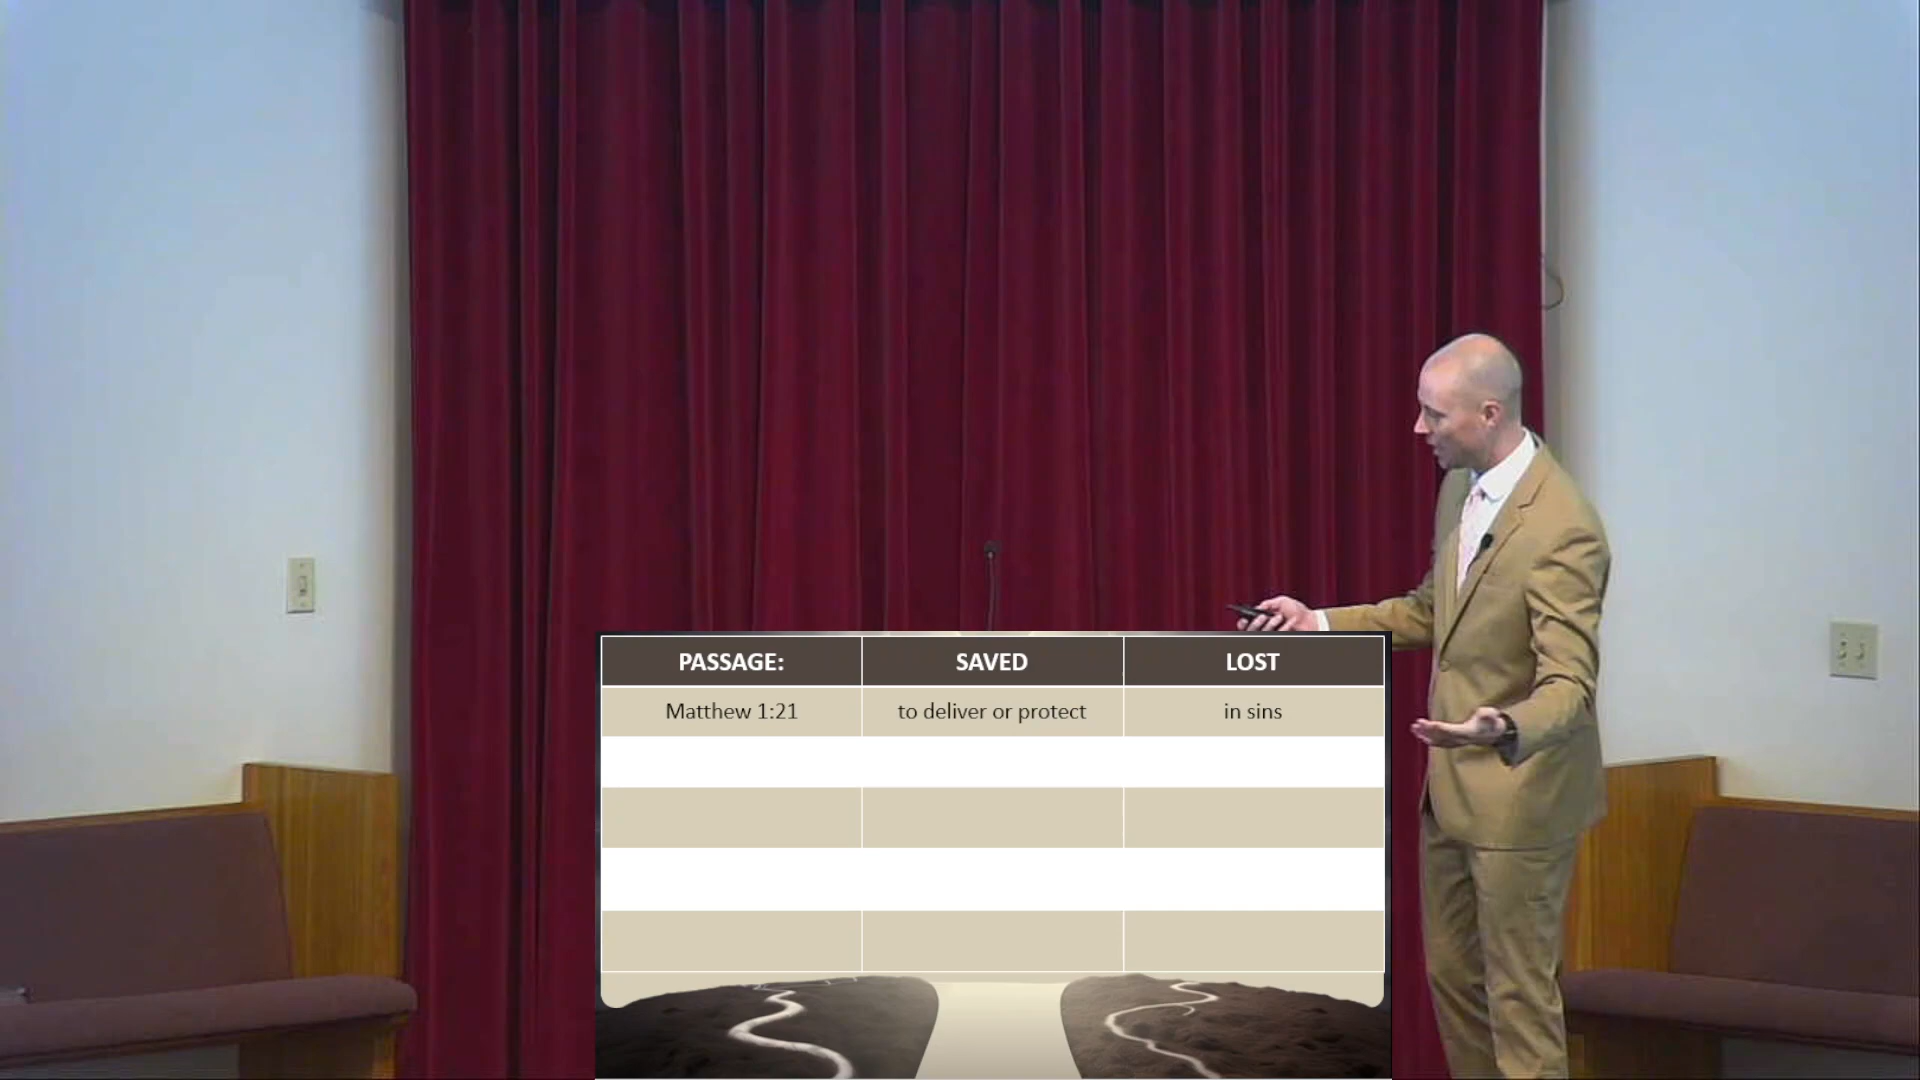 PASSAGE: SAVED LOST
Matthew 1:21 to deliver or protect in sins